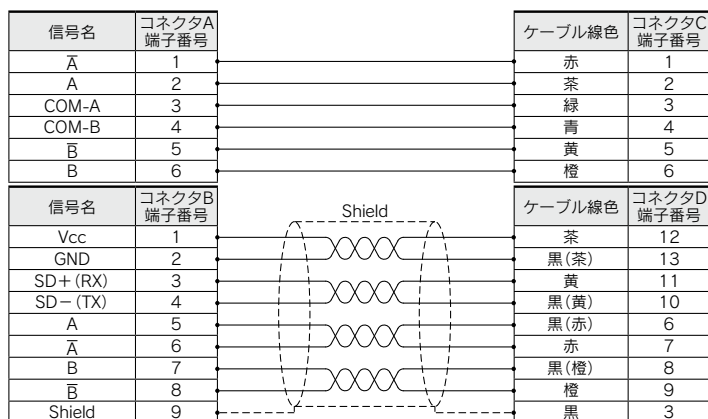 信号名 コネクタA 端子番号 ケーブル線色 コネクタC 端子番号
A̅ 1 赤 1
A 2 茶 2
COM-A 3 緑 3
COM-B 4 青 4
B̅ 5 黄 5
B 6 橙 6
信号名 コネクタB 端子番号 Shield ケーブル線色 コネクタD 端子番号
Vcc 1 茶 12
GND 2 黒(茶) 13
SD+(RX) 3 黄 11
SD−(TX) 4 黒(黄) 10
A 5 黒(赤) 6
A̅ 6 赤 7
B 7 黒(橙) 8
B̅ 8 橙 9
Shield 9 黒 3